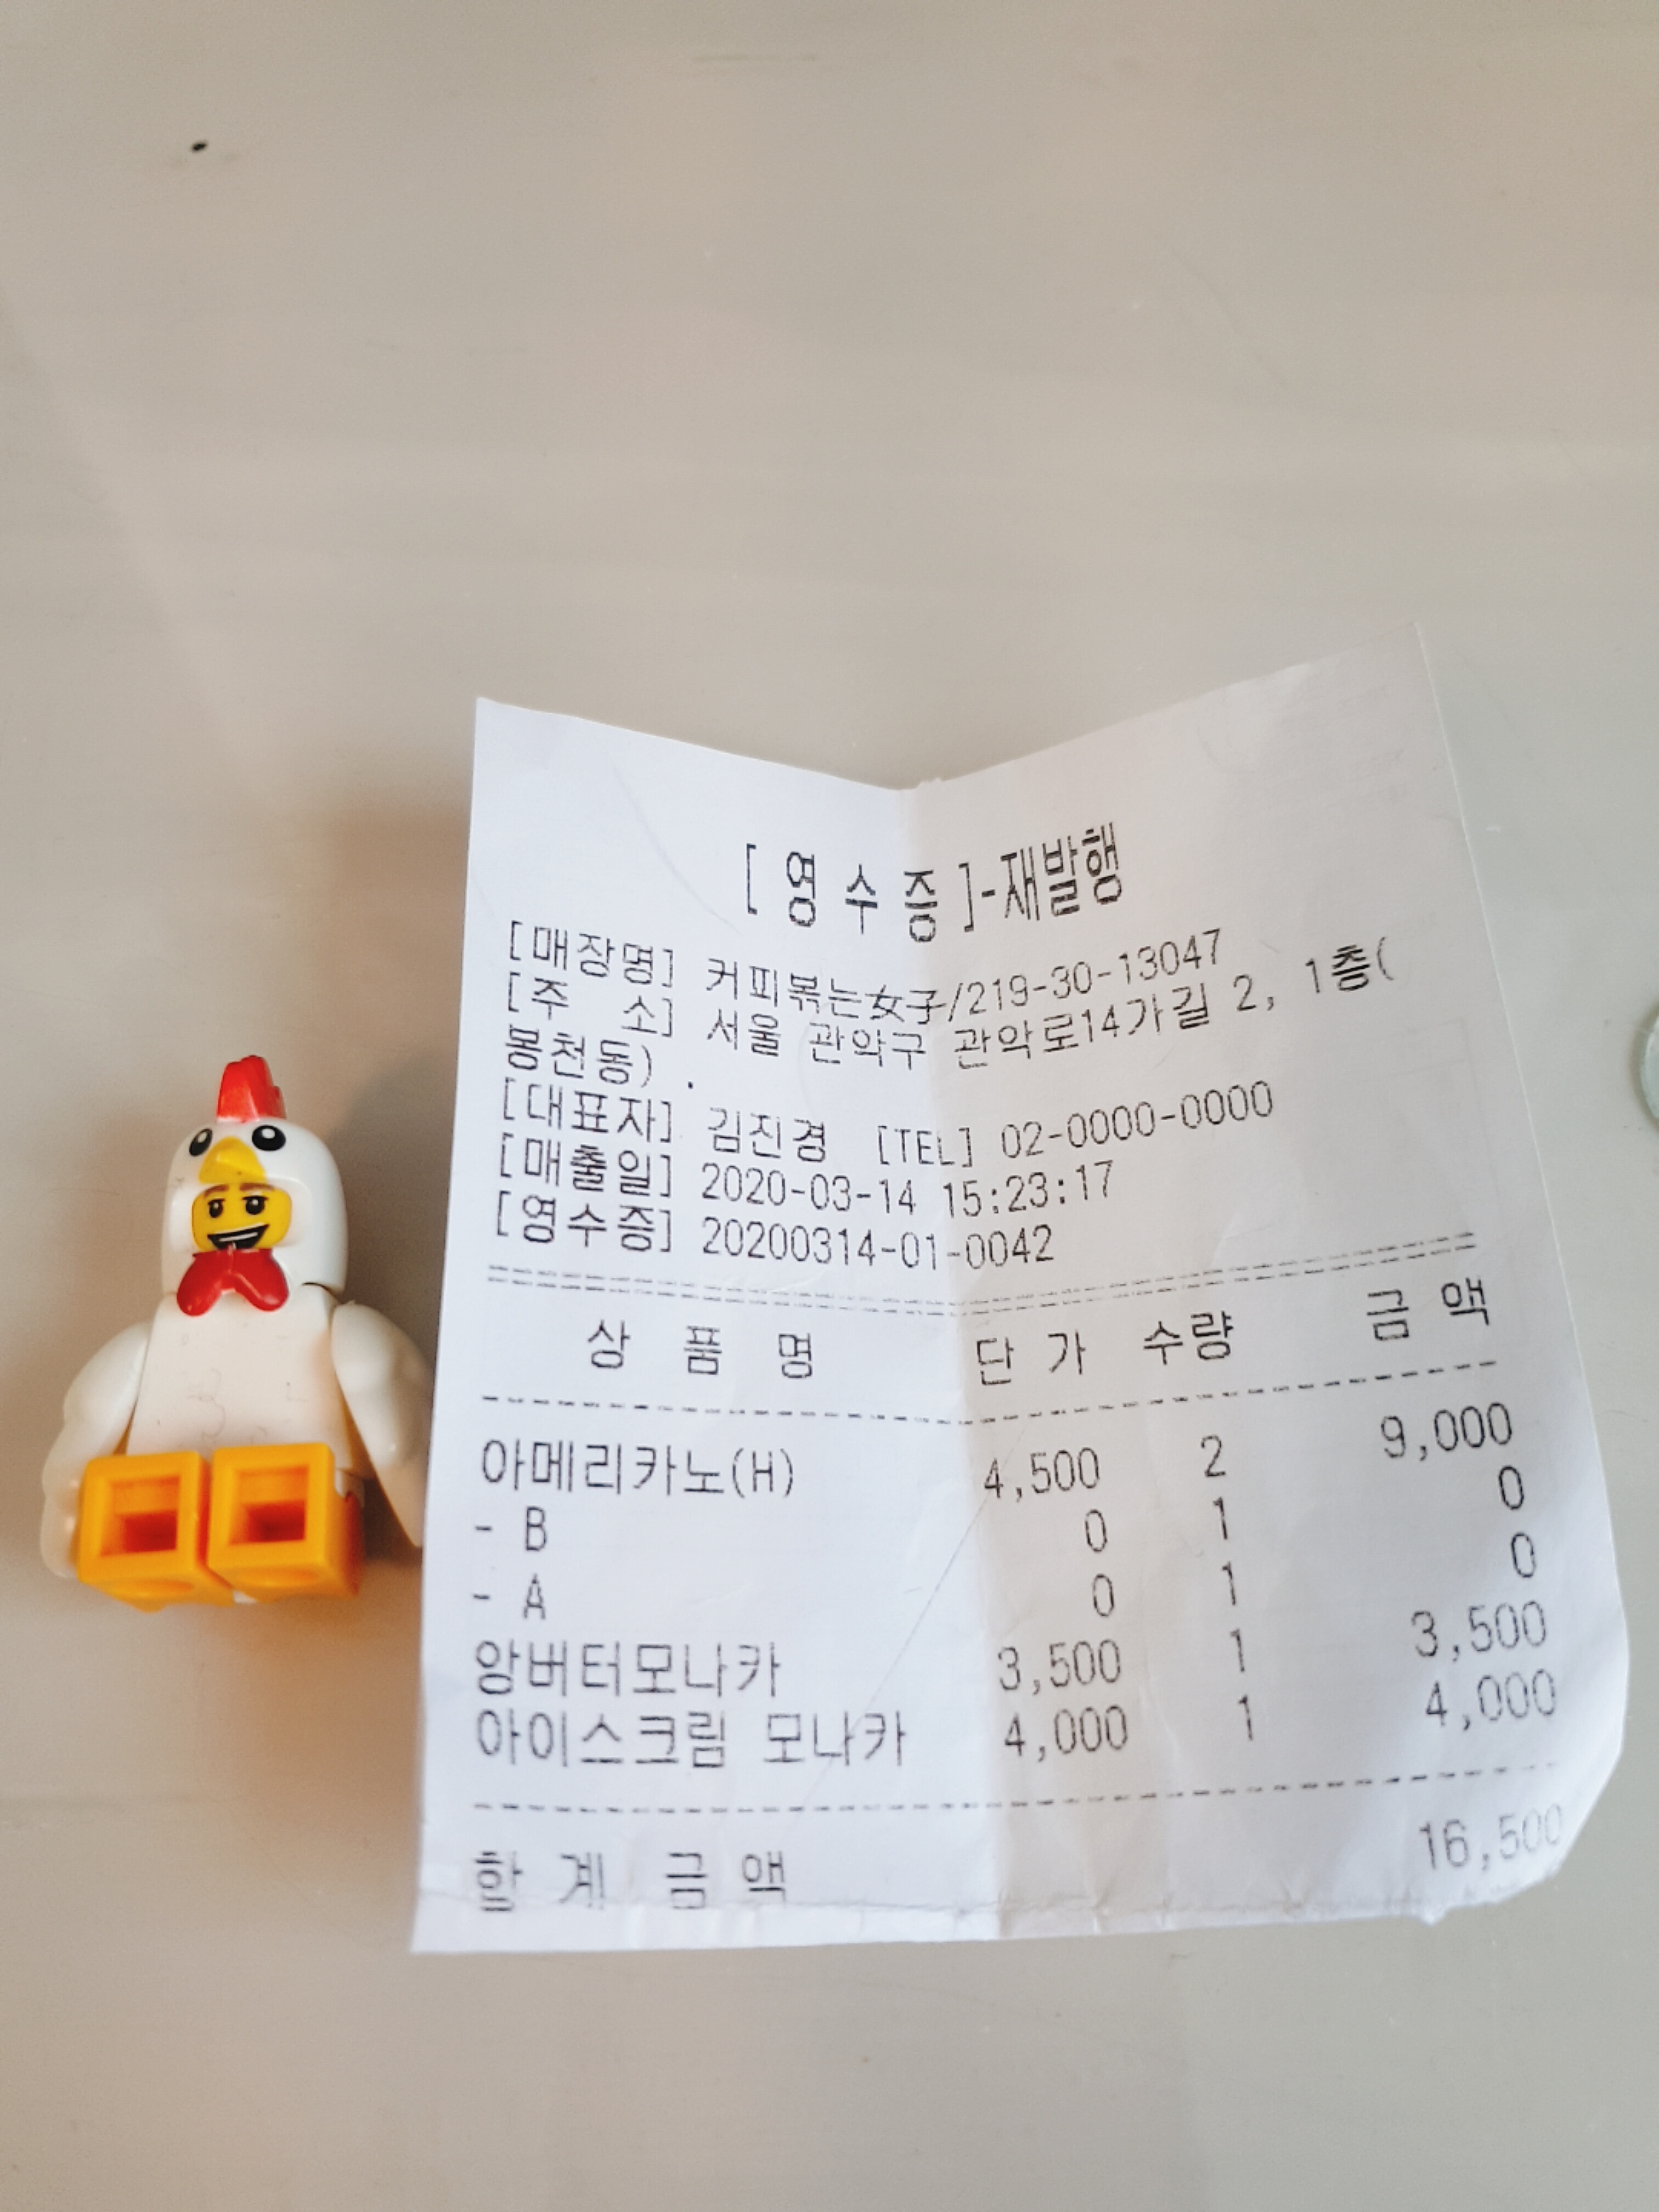 [ 영 수 증 ]-재발행
[매장명] 커피볶는女子/219-30-13047
[주 소] 서울 관악구 관악로14가길 2, 1층(
봉천동)
[대표자] 김진경 [TEL] 02-0000-0000
[매출일] 2020-03-14 15:23:17
[영수증] 20200314-01-0042
상 품 명 단 가 수량 금 액
아메리카노(H) 4,500 2 9,000
- B 0 1 0
- A 0 1 0
앙버터모나카 3,500 1 3,500
아이스크림 모나카 4,000 1 4,000
합 계 금 액 16,500